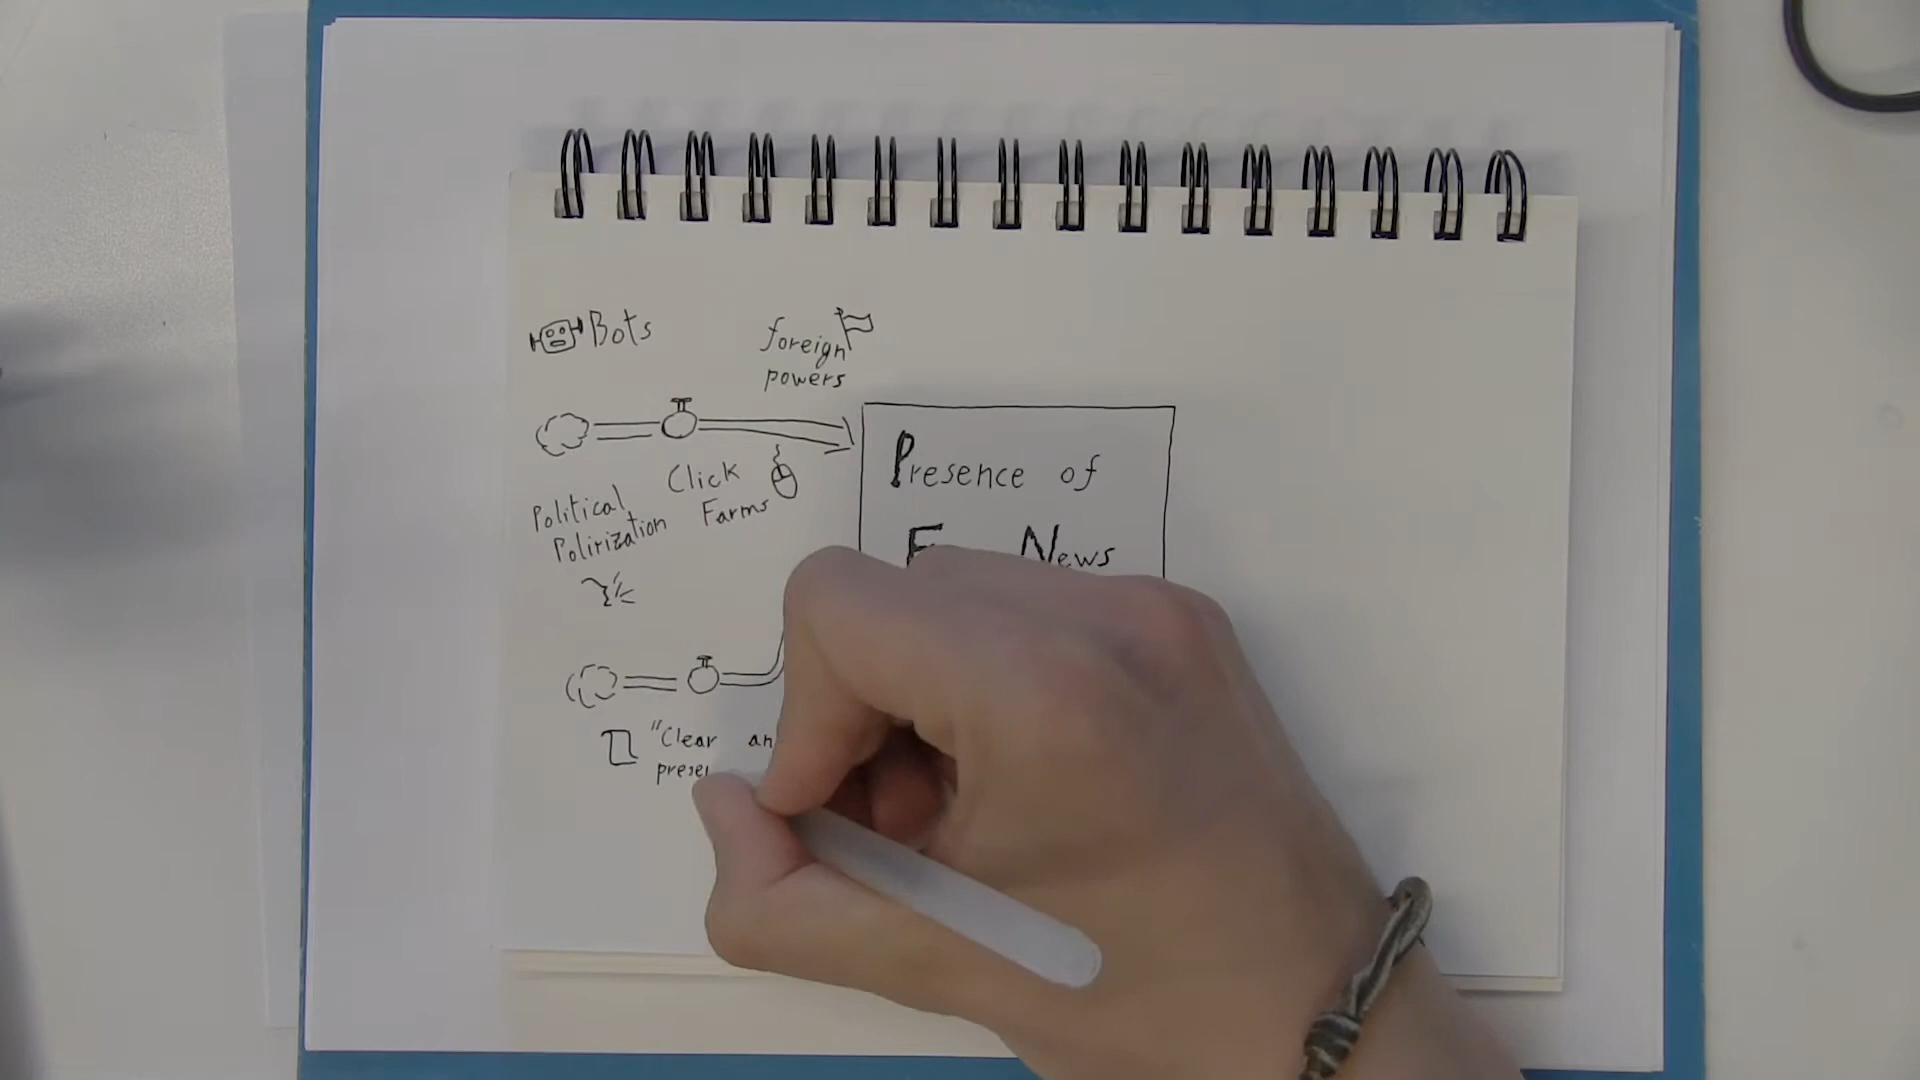 Bots
foreign
powers
Click
Farms
Political
Polirization
Presence of
News
"Clear